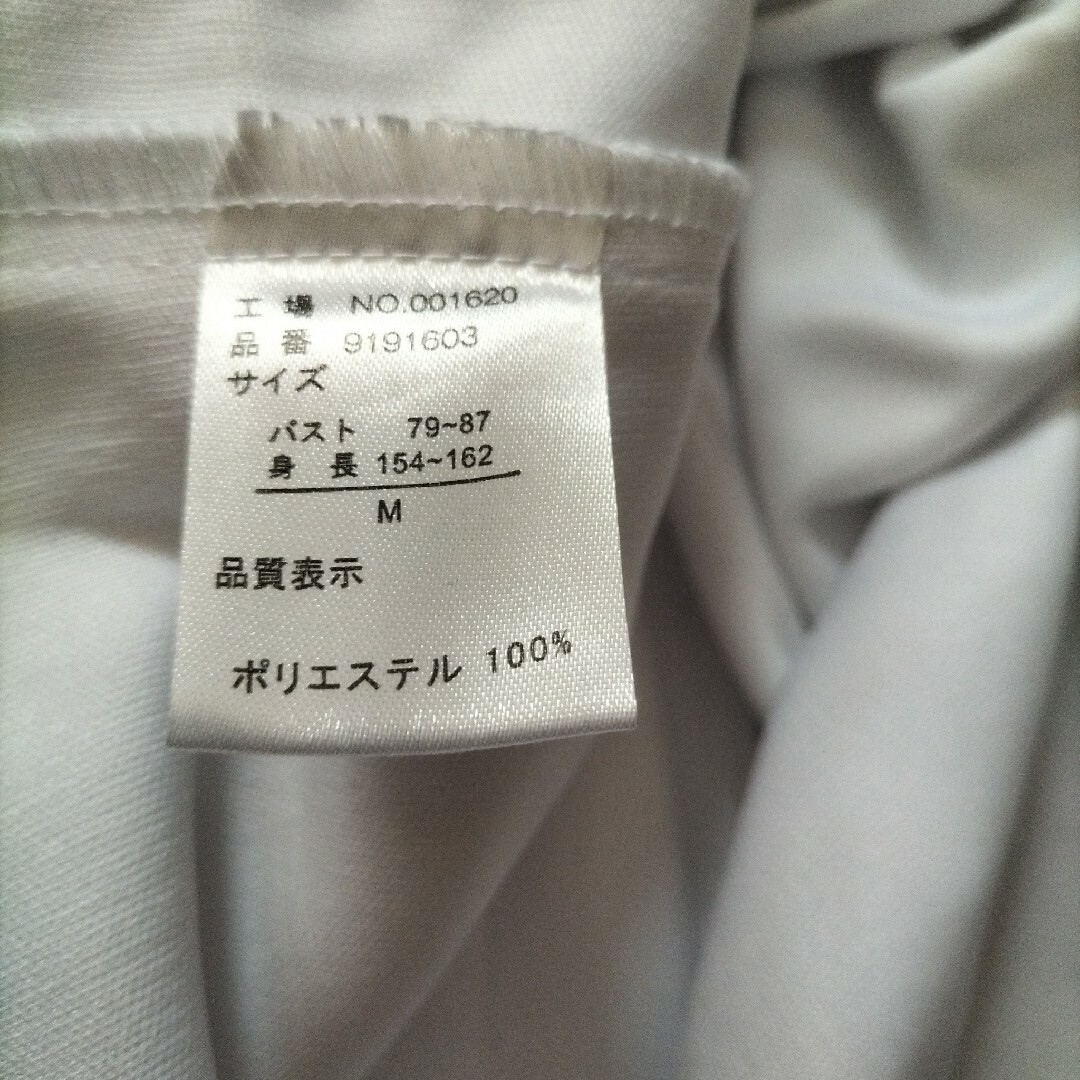 工 場 NO.001620
品 番 9191603
サイズ
バスト 79~87
身 長 154~162
M
品質表示
ポリエステル 100%